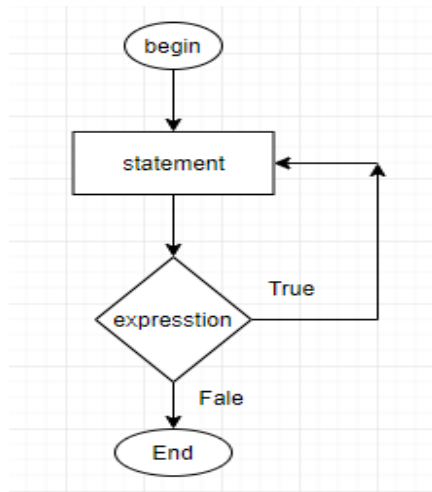 begin
statement
True
expresstion
Fale
End